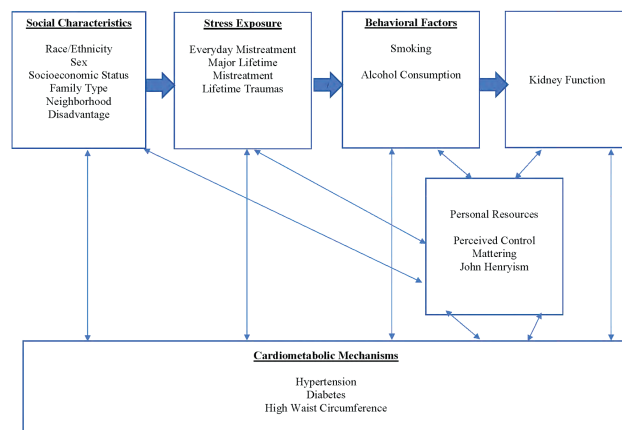 Social Characteristics
Race/Ethnicity
Sex
Socioeconomic Status
Family Type
Neighborhood
Disadvantage
Stress Exposure
Everyday Mistreatment
Major Lifetime
Mistreatment
Lifetime Traumas
Behavioral Factors
Smoking
Alcohol Consumption
Kidney Function
Personal Resources
Perceived Control
Mattering
John Henryism
Cardiometabolic Mechanisms
Hypertension
Diabetes
High Waist Circumference